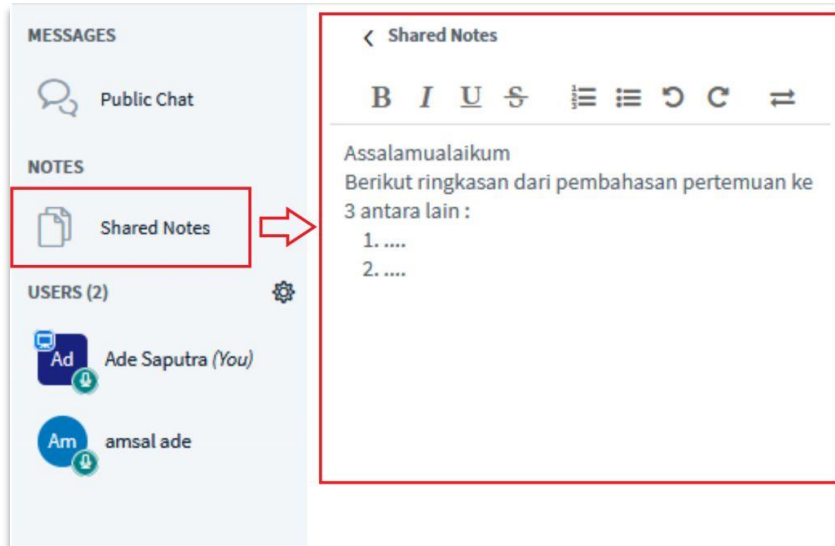 MESSAGES
Public Chat
NOTES
Shared Notes
USERS (2)
Ad
Ade Saputra (You)
Am
amsal ade
Shared Notes
B I U S
Assalamualaikum
Berikut ringkasan dari pembahasan pertemuan ke
3 antara lain :
1. ....
2. ....